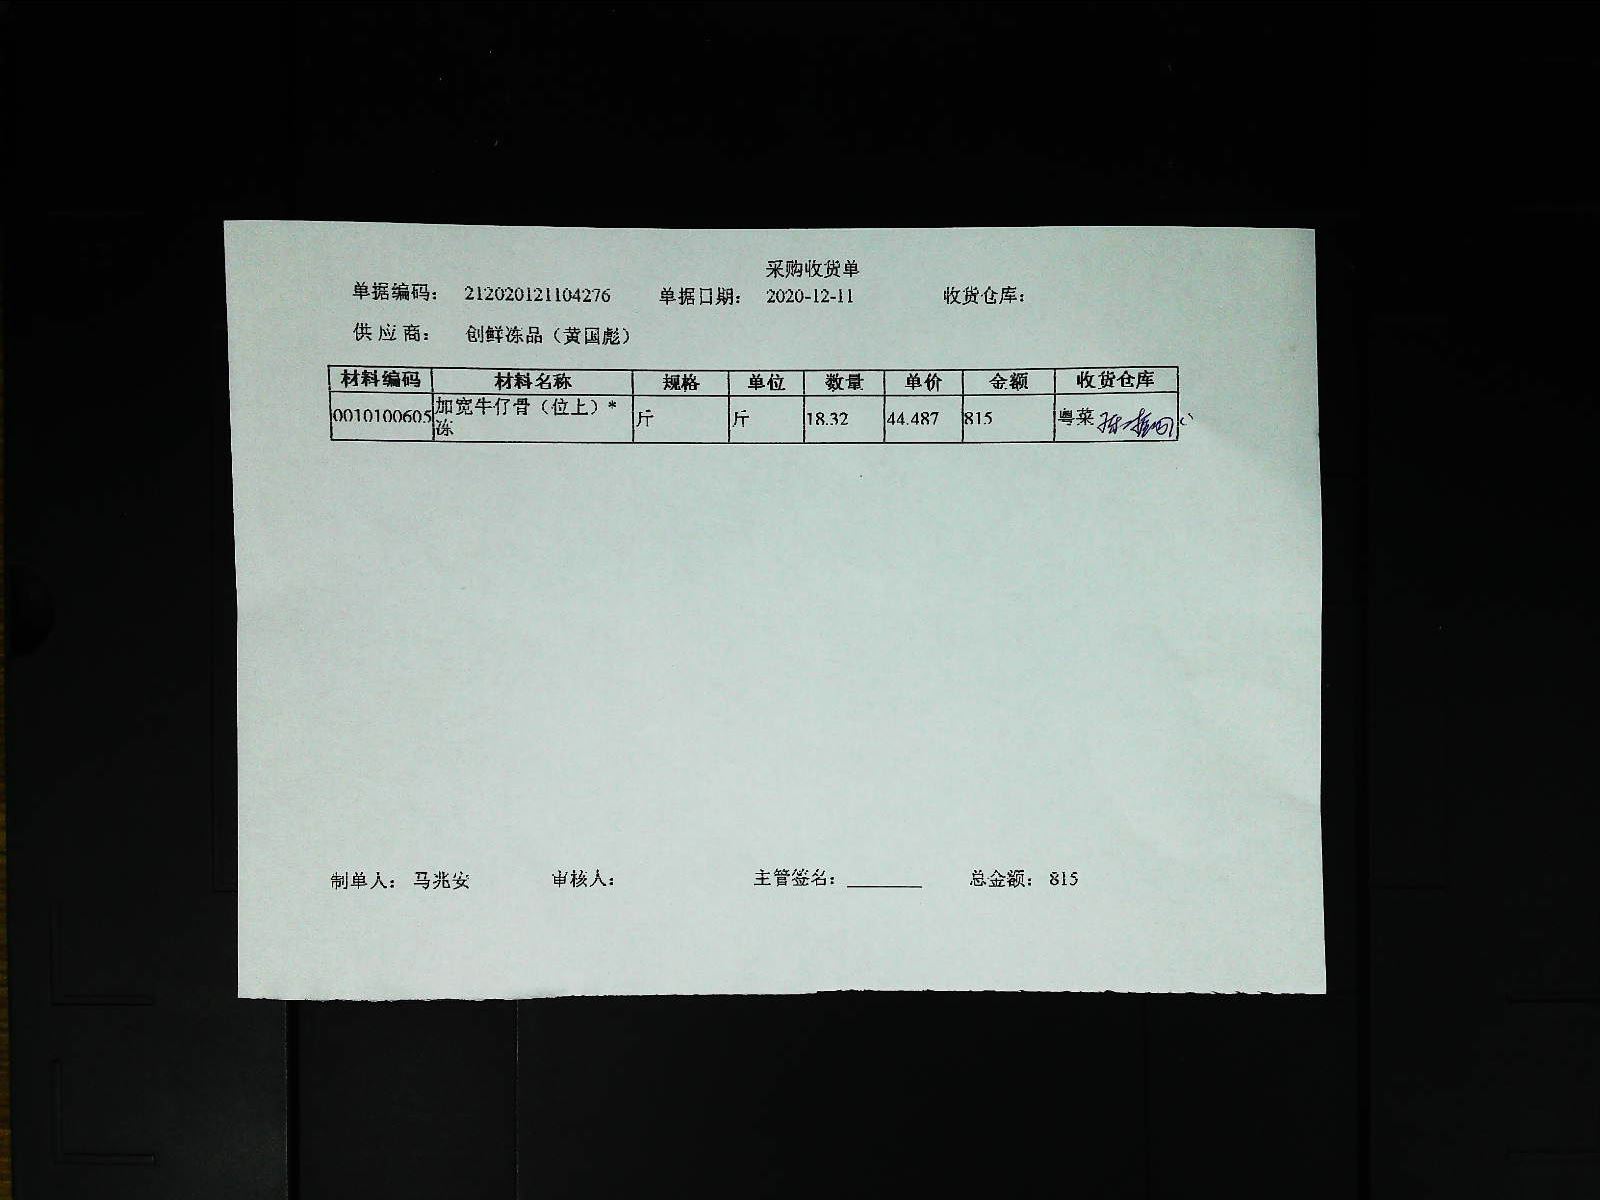 采购收货单
单据编码： 212020121104276 单据日期： 2020-12-11 收货仓库：
供 应 商： 创鲜冻品（黄国彪）
材料编码 材料名称 规格 单位 数量 单价 金额 收货仓库
0010100605 加宽牛仔骨（位上）* 斤 斤 18.32 44.487 815 粤菜
冻
制单人： 马兆安 审核人： 主管签名：________ 总金额： 815